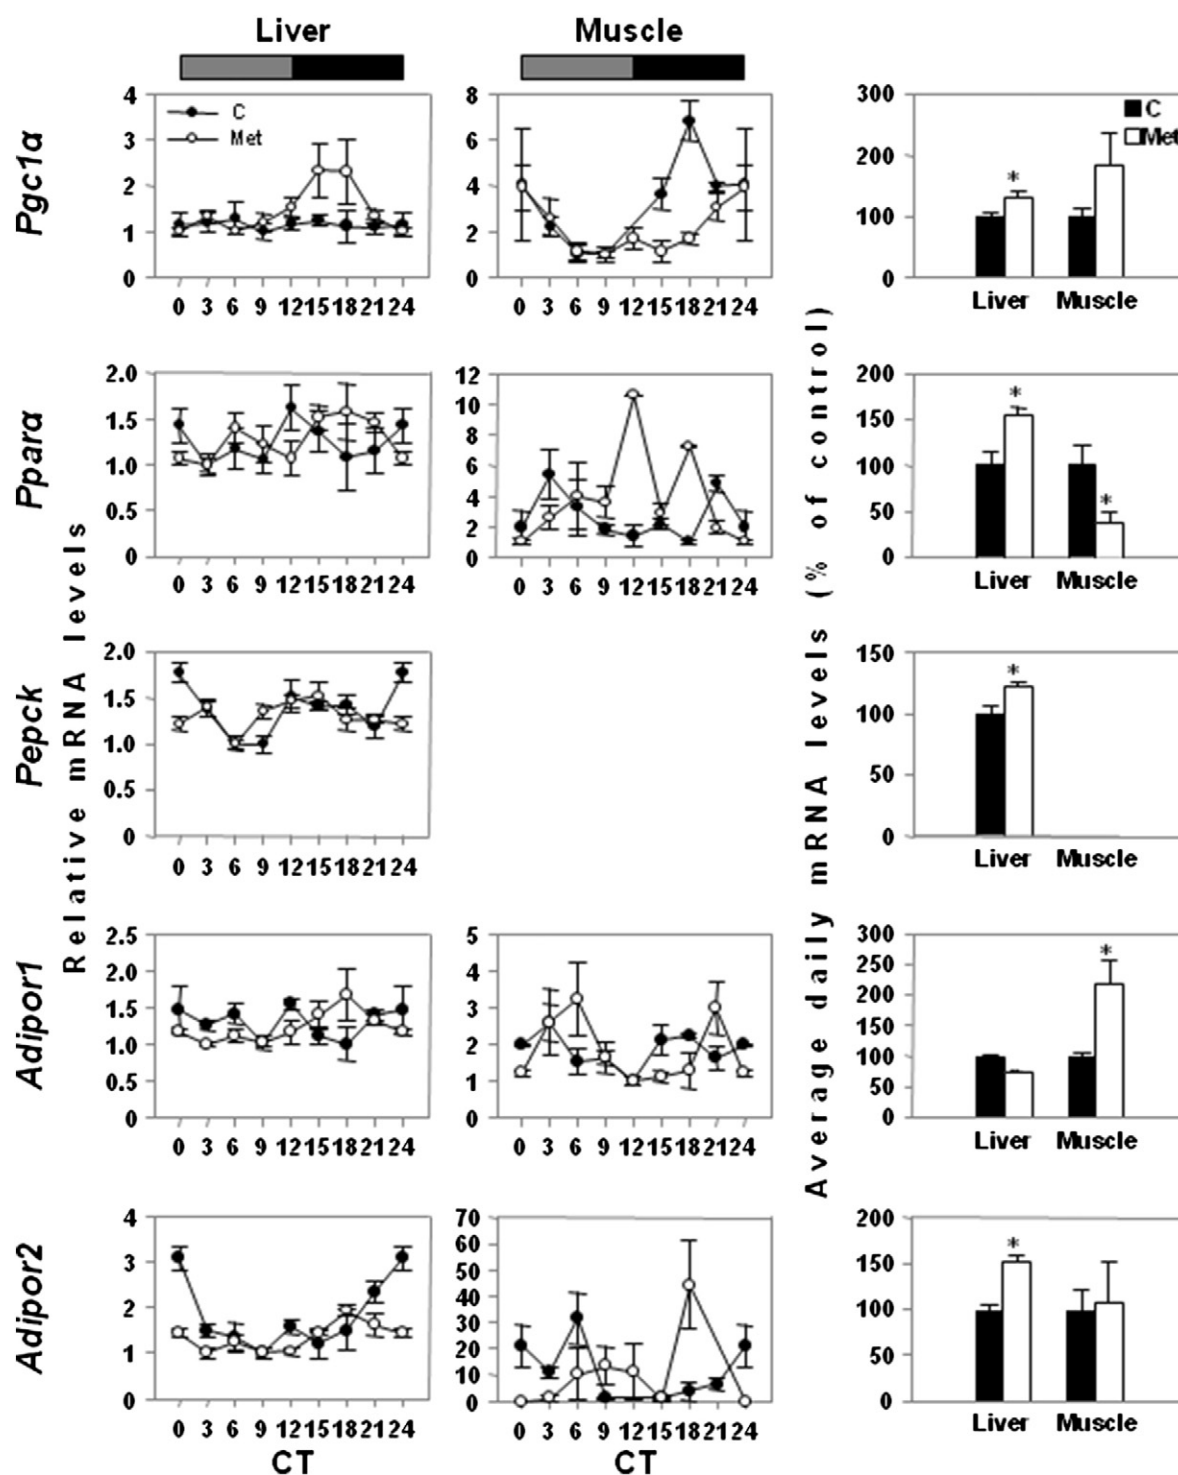 Liver Muscle
Pgc1α
4 3 2 1 0
C
Met
0 3 6 9 12 15 18 21 24
8 6 4 2 0
0 3 6 9 12 15 18 21 24
300 200 100 0
C
Met
*
Liver Muscle
Pparα
2.0 1.5 1.0 0.5 0
0 3 6 9 12 15 18 21 24
12 10 8 6 4 2 0
0 3 6 9 12 15 18 21 24
200 150 100 50 0
* *
Liver Muscle
Pepck
2.0 1.5 1.0 0.5 0
0 3 6 9 12 15 18 21 24
150 100 50 0
*
Liver Muscle
Adipor1
2.5 2.0 1.5 1.0 0.5 0
0 3 6 9 12 15 18 21 24
5 4 3 2 1 0
0 3 6 9 12 15 18 21 24
300 250 200 150 100 50 0
*
Liver Muscle
Adipor2
4 3 2 1 0
0 3 6 9 12 15 18 21 24
CT
70 60 50 40 30 20 10 0
0 3 6 9 12 15 18 21 24
CT
200 150 100 50 0
*
Liver Muscle
Relative mRNA levels
Average daily mRNA levels (% of control)